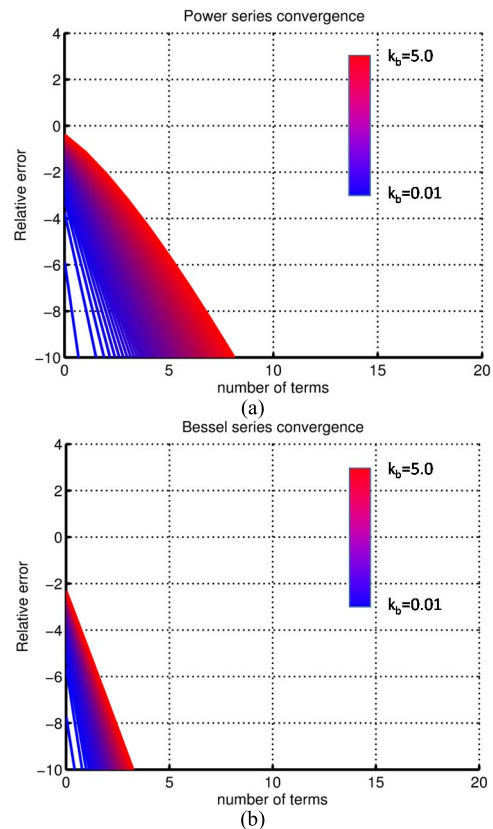 Power series convergence
4
2
0
−2
−4
−6
−8
−10
Relative error
k_b=5.0
k_b=0.01
0 5 10 15 20
number of terms
(a)
Bessel series convergence
4
2
0
−2
−4
−6
−8
−10
Relative error
k_b=5.0
k_b=0.01
0 5 10 15 20
number of terms
(b)